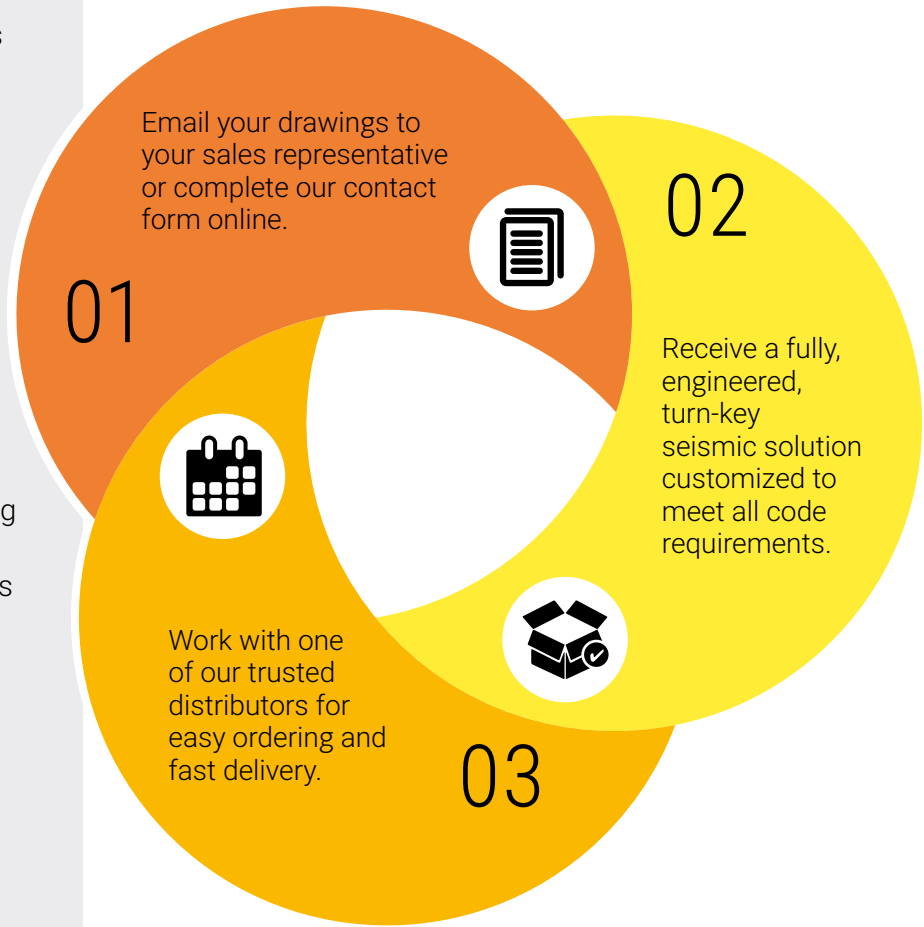 s
g
s
01
Email your drawings to
your sales representative
or complete our contact
form online.
02
Receive a fully,
engineered,
turn-key
seismic solution
customized to
meet all code
requirements.
Work with one
of our trusted
distributors for
easy ordering and
fast delivery.
03